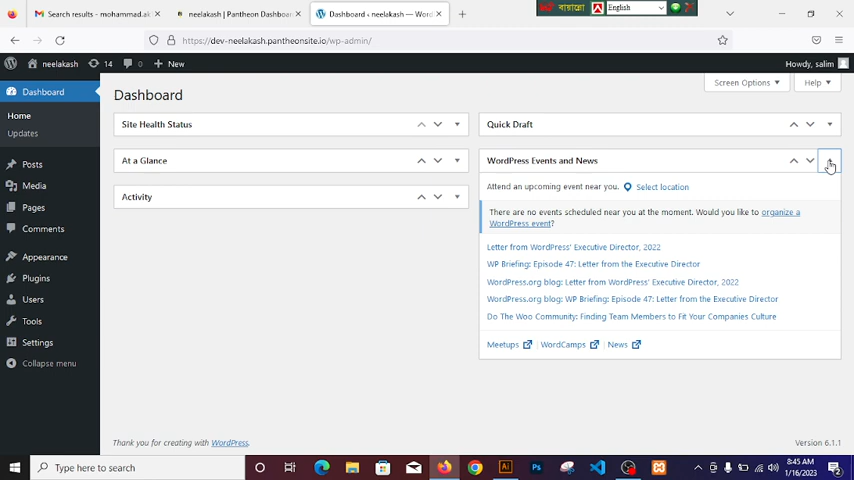 Search results - mohammad.ak
neelakash | Pantheon Dashboar
Dashboard ‹ neelakash — Word
বায়ান্নো
English
https://dev-neelakash.pantheonsite.io/wp-admin/
neelakash
14
0
New
Howdy, salim
Dashboard
Home
Updates
Posts
Media
Pages
Comments
Appearance
Plugins
Users
Tools
Settings
Collapse menu
Dashboard
Screen Options
Help
Site Health Status
At a Glance
Activity
Quick Draft
WordPress Events and News
Attend an upcoming event near you. Select location
There are no events scheduled near you at the moment. Would you like to organize a
WordPress event?
Letter from WordPress' Executive Director, 2022
WP Briefing: Episode 47: Letter from the Executive Director
WordPress.org blog: Letter from WordPress' Executive Director, 2022
WordPress.org blog: WP Briefing: Episode 47: Letter from the Executive Director
Do The Woo Community: Finding Team Members to Fit Your Companies Culture
Meetups | WordCamps | News
Thank you for creating with WordPress.
Version 6.1.1
Type here to search
Ai
Ps
8:45 AM
1/16/2023
2